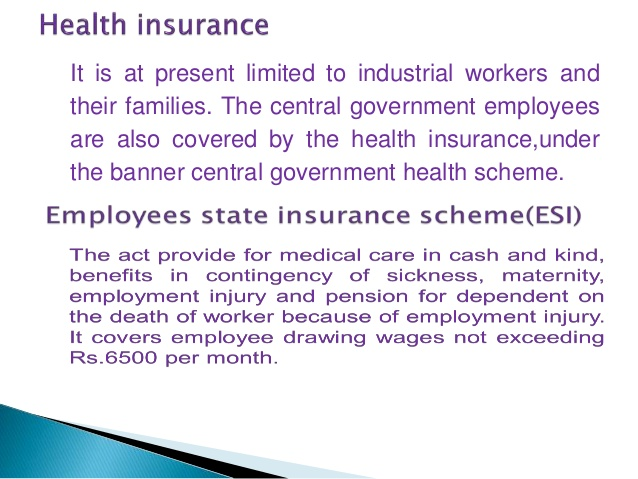 Health insurance
It is at present limited to industrial workers and
their families. The central government employees
are also covered by the health insurance,under
the banner central government health scheme.
Employees state insurance scheme(ESI)
The act provide for medical care in cash and kind,
benefits in contingency of sickness, maternity,
employment injury and pension for dependent on
the death of worker because of employment injury.
It covers employee drawing wages not exceeding
Rs.6500 per month.